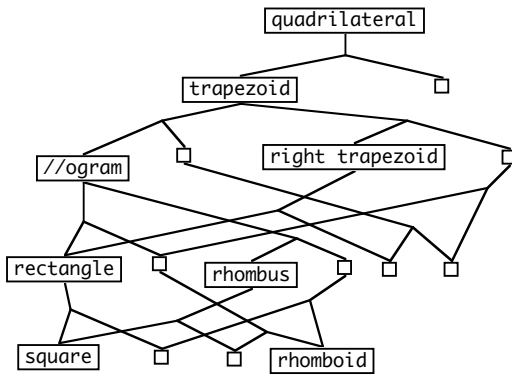 quadrilateral
trapezoid
//ogram
right trapezoid
rectangle
rhombus
square
rhomboid